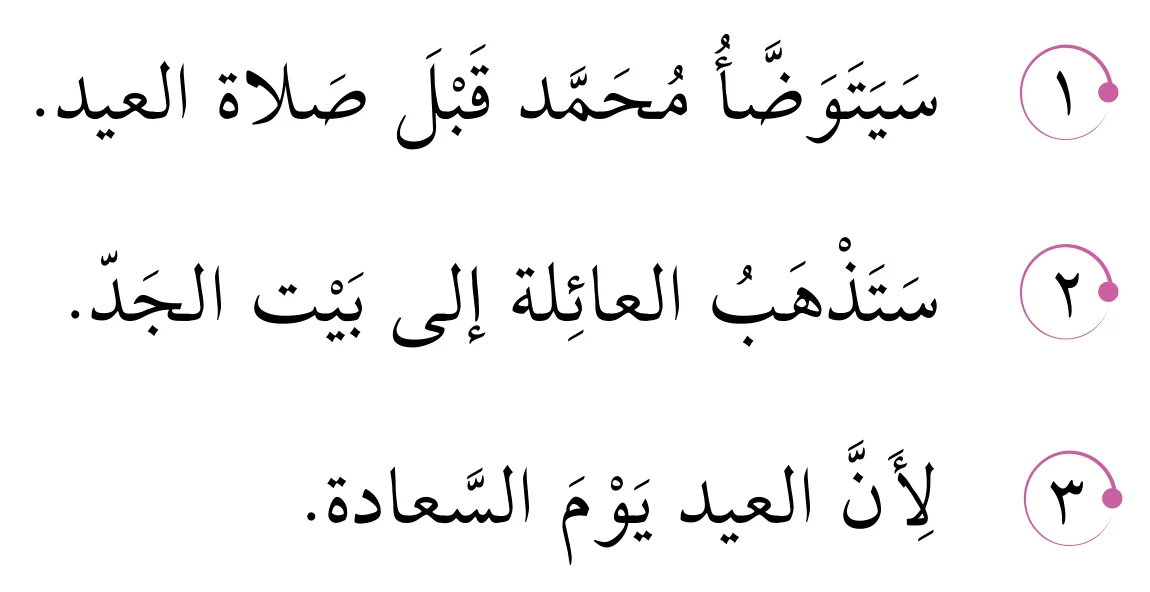 ١ سَيَتَوَضَّأُ مُحَمَّد قَبْلَ صَلاة العيد.
٢ سَتَذْهَبُ العائِلة إلى بَيْت الجَدّ.
٣ لِأَنَّ العيد يَوْمَ السَّعادة.